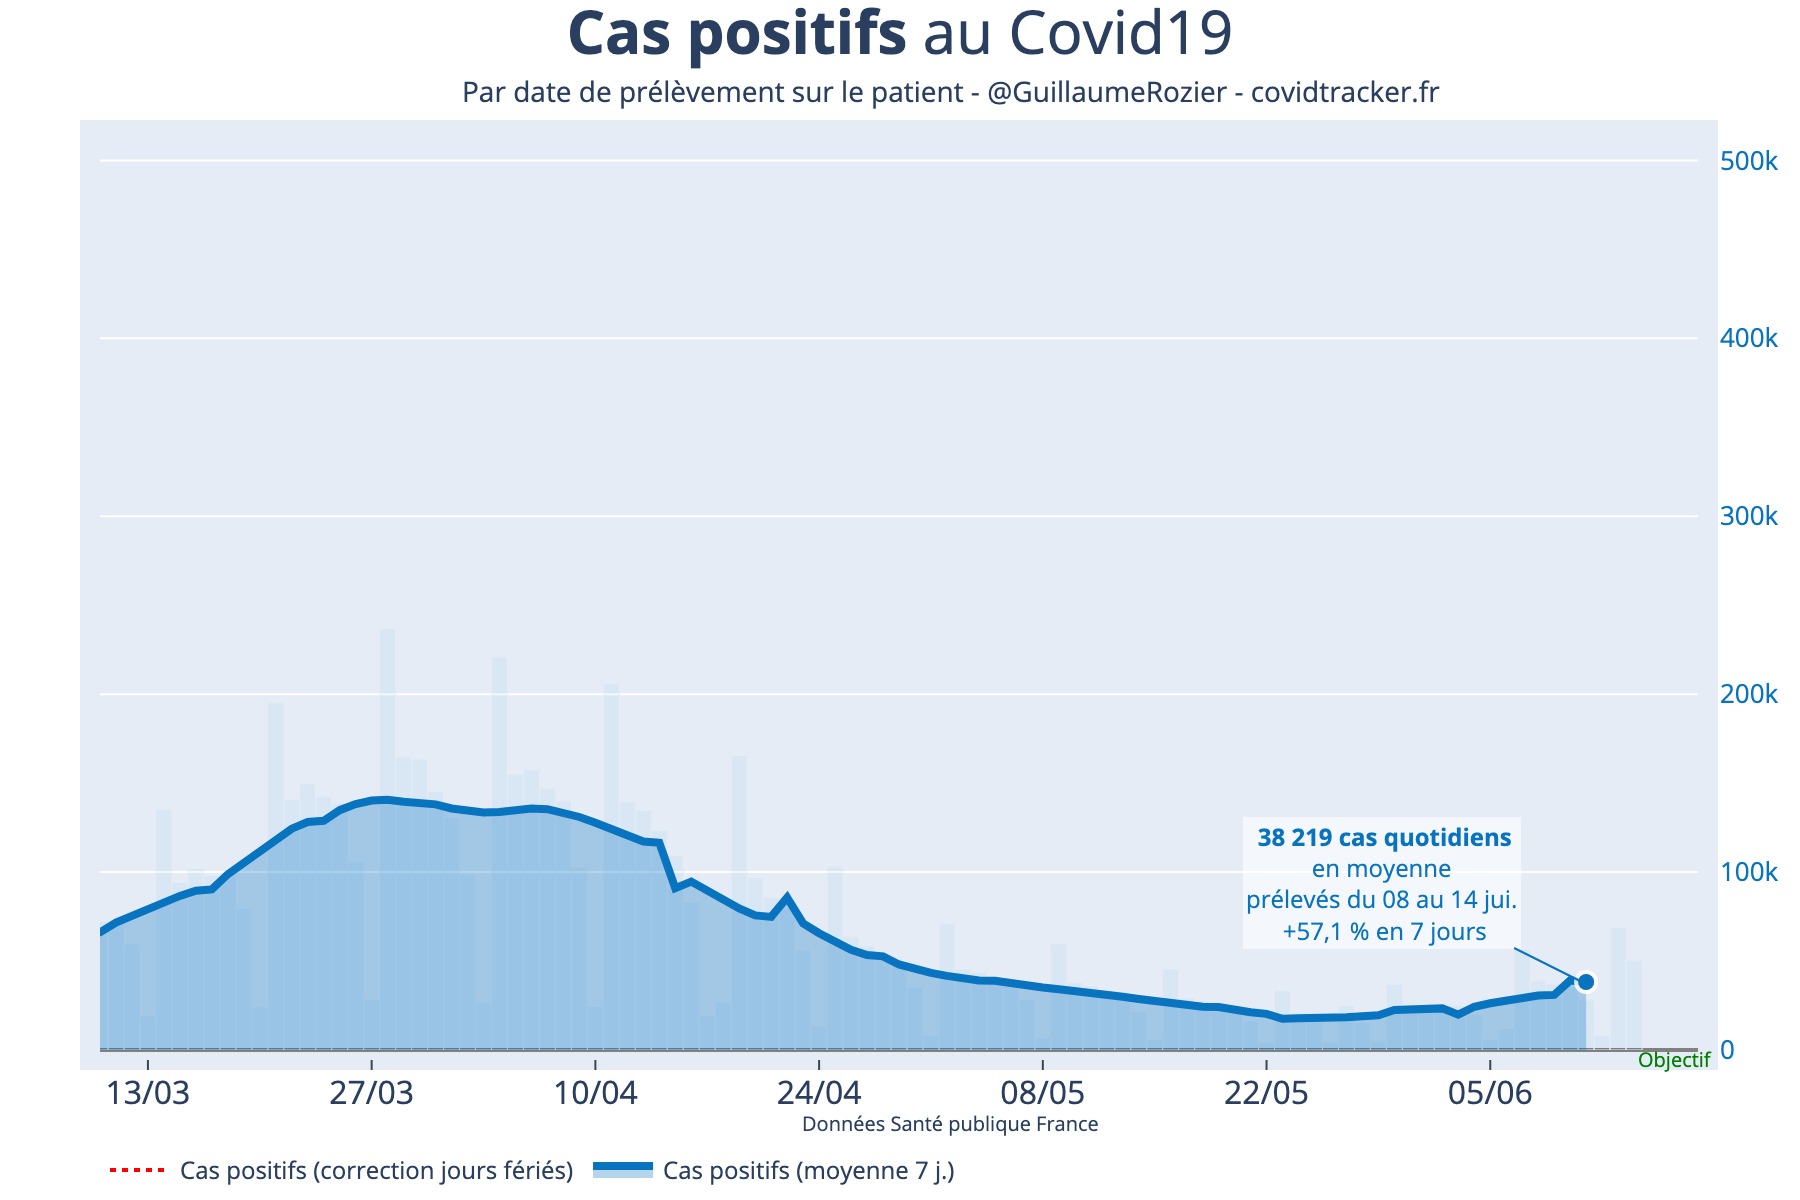 Cas positifs au Covid19
Par date de prélèvement sur le patient - @GuillaumeRozier - covidtracker.fr
500k
400k
300k
200k
100k
0
38 219 cas quotidiens
en moyenne
prélevés du 08 au 14 jui.
+57,1 % en 7 jours
Objectif
13/03 27/03 10/04 24/04 08/05 22/05 05/06
Données Santé publique France
Cas positifs (correction jours fériés) Cas positifs (moyenne 7 j.)